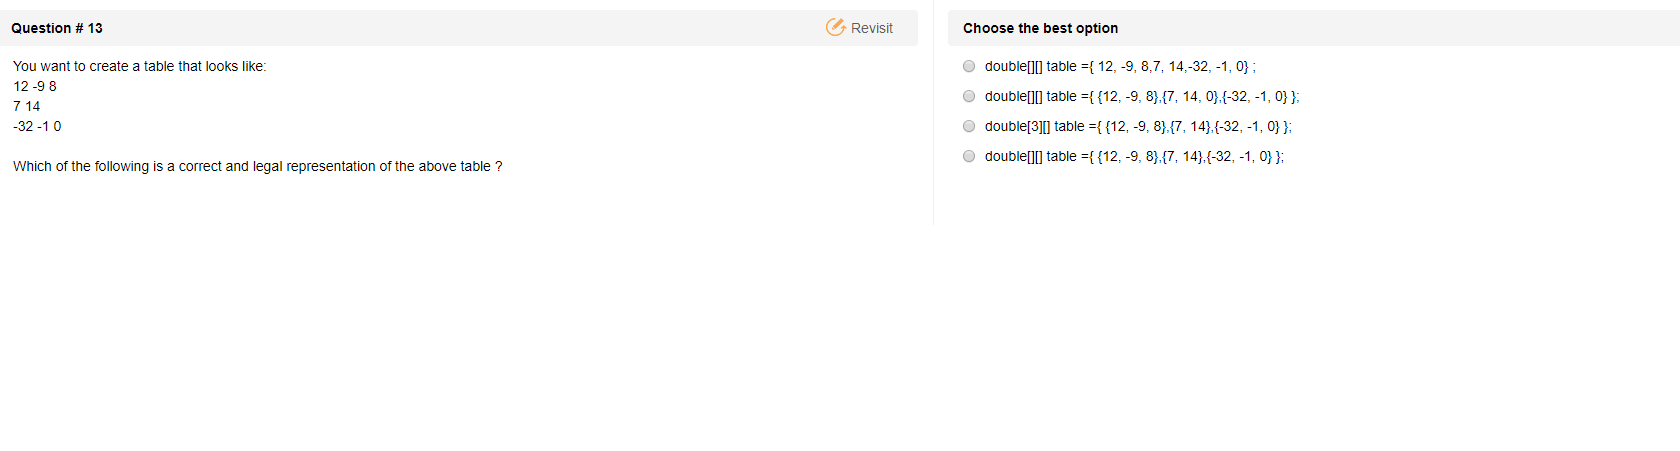 Question # 13
Revisit
You want to create a table that looks like:
12 -9 8
7 14
-32 -1 0
Which of the following is a correct and legal representation of the above table ?
Choose the best option
double[][] table ={ 12, -9, 8,7, 14,-32, -1, 0} ;
double[][] table ={ {12, -9, 8},{7, 14, 0},{-32, -1, 0} };
double[3][] table ={ {12, -9, 8},{7, 14},{-32, -1, 0} };
double[][] table ={ {12, -9, 8},{7, 14},{-32, -1, 0} };